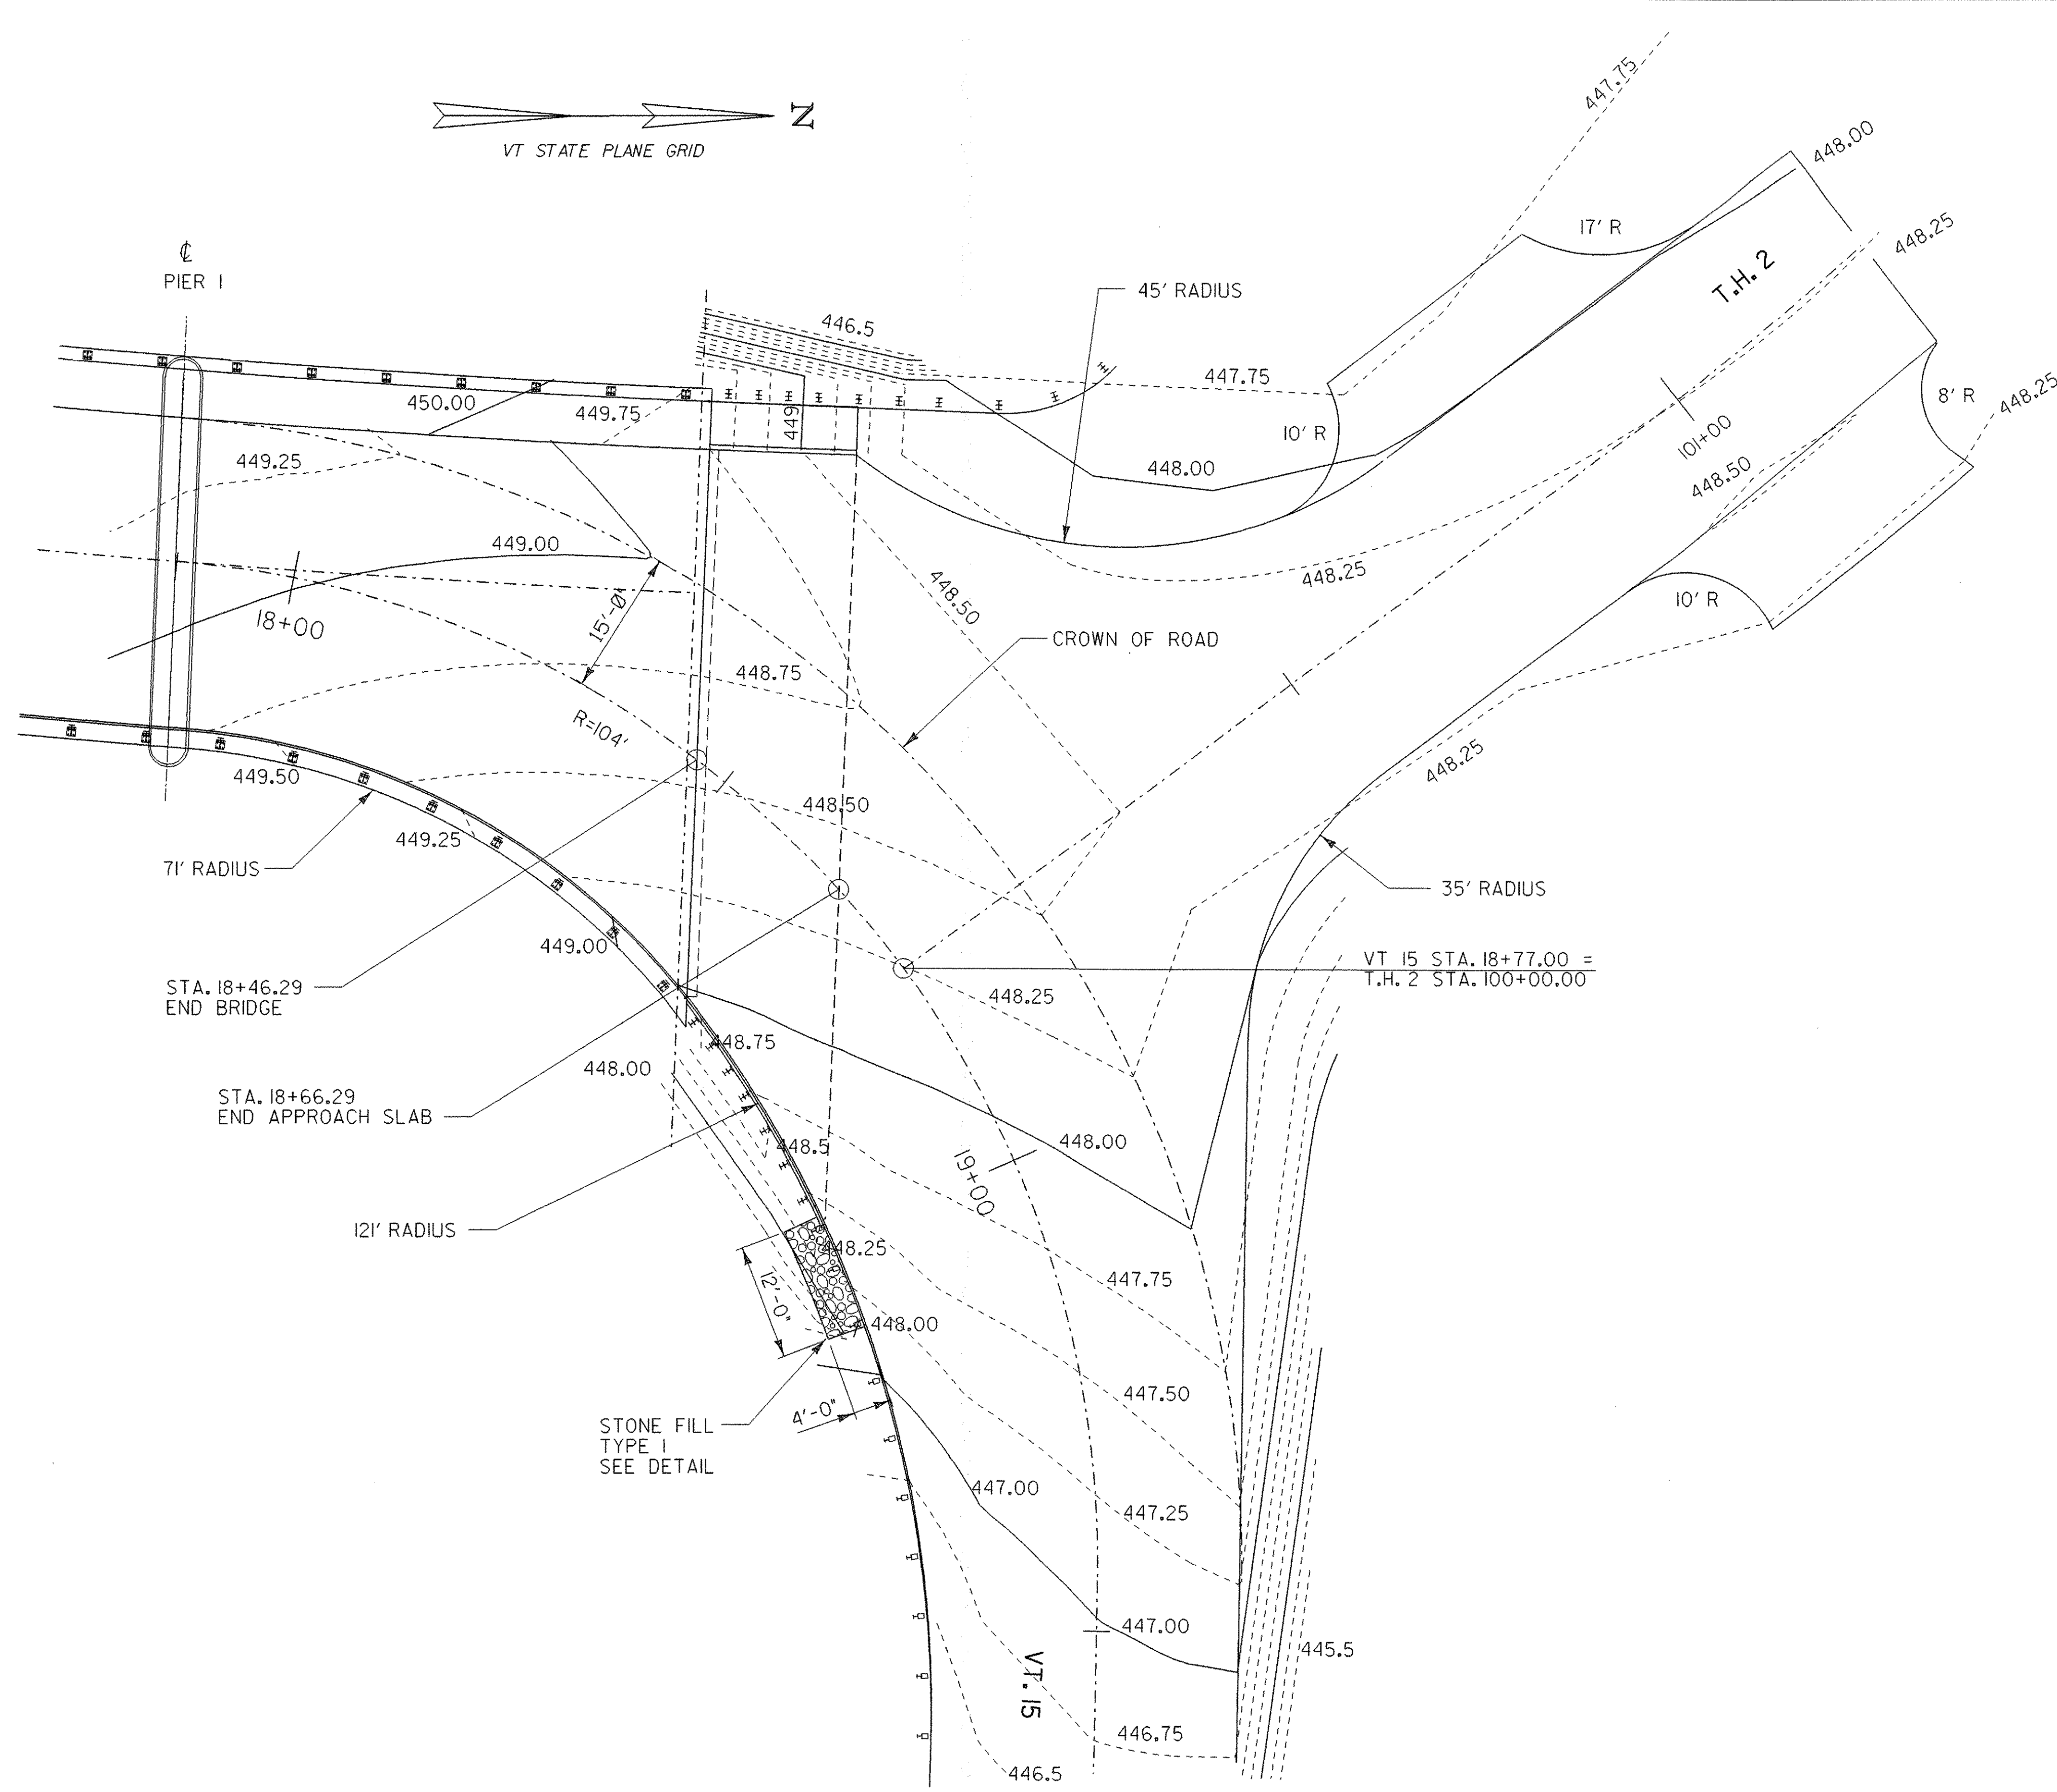 447.75
N
VT STATE PLANE GRID
448.00
17' R
448.25
T.H. 2
℄
PIER 1
45' RADIUS
446.5
447.75
450.00
449.75
449
8' R
448.25
10' R
101+00
449.25
448.00
448.50
449.00
448.25
448.50
15'-0"
18+00
10' R
CROWN OF ROAD
448.75
R=104'
448.25
449.50
448.50
449.25
71' RADIUS
35' RADIUS
449.00
VT 15 STA. 18+77.00 =
T.H. 2 STA. 100+00.00
STA. 18+46.29
END BRIDGE
448.25
448.75
448.00
STA. 18+66.29
END APPROACH SLAB
448.5
448.00
19+00
121' RADIUS
448.25
447.75
12'-0"
448.00
447.50
4'-0"
STONE FILL
TYPE 1
SEE DETAIL
447.00
447.25
447.00
445.5
VT. 15
446.75
446.5